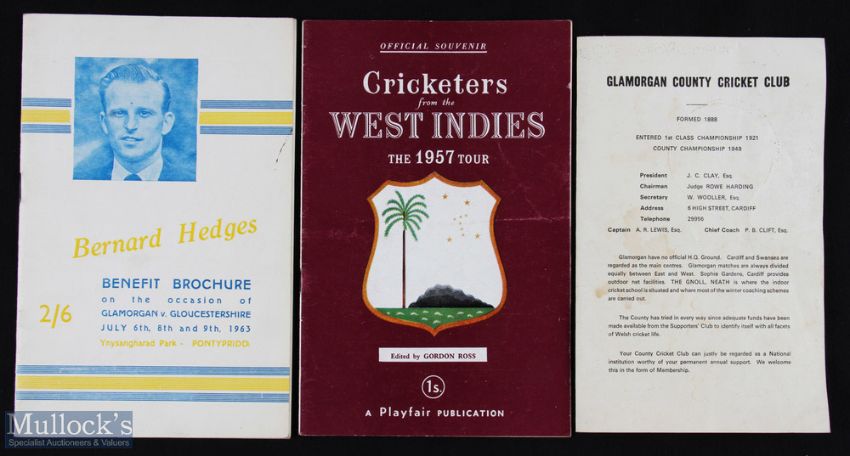 Bernard Hedges
BENEFIT BROCHURE
on the occasion of
GLAMORGAN v. GLOUCESTERSHIRE
2/6
JULY 6th, 8th and 9th, 1963
Ynysangharad Park - PONTYPRIDD
OFFICIAL SOUVENIR
Cricketers
from the
WEST INDIES
THE 1957 TOUR
Edited by GORDON ROSS
1s.
A Playfair PUBLICATION
GLAMORGAN COUNTY CRICKET CLUB
FORMED 1888
ENTERED 1st CLASS CHAMPIONSHIP 1921
COUNTY CHAMPIONSHIP 1948
President J. C. CLAY, Esq.
Chairman Judge ROWE HARDING
Secretary W. WOOLLER, Esq.
Address 6 HIGH STREET, CARDIFF
Telephone 29956
Captain A. R. LEWIS, Esq. Chief Coach P. B. CLIFT, Esq.
Glamorgan have no official H.Q. Ground. Cardiff and Swansea are
regarded as the main centres. Glamorgan matches are always divided
equally between East and West. Sophia Gardens, Cardiff provides
outdoor net facilities. THE GNOLL, NEATH is where the indoor
cricket school is situated and where most of the winter coaching schemes
are carried out.
The County has tried in every way since adequate funds have been
made available from the Supporters' Club to identify itself with all facets
of Welsh cricket life.
Your County Cricket Club can justly be regarded as a National
institution worthy of your permanent annual support. We welcome
this in the form of Membership.
Mullock's
Specialist Auctioneers & Valuers